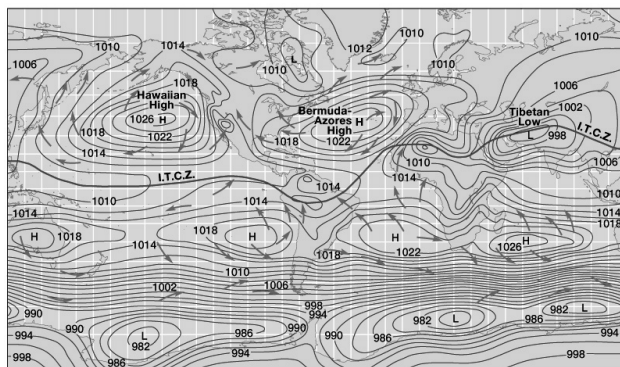 1010 1014 1012 1010 1010
1006 L 1006
1010 1010
Hawaiian High 1018
1026 H
1018 1022
1014
Bermuda-Azores High H
1018 1022
Tibetan Low 1002
L 998
I.T.C.Z.
1010 1006
I.T.C.Z. 1014 1014 1010
1010 1014
1014 1018
H 1018 1014 1018 H H H
1018 1022 1026
1010
1002 1006
998
990 994 982 L 982 L
990 L 986 990 990 986 990
994 982 986
998 986 994 994 998